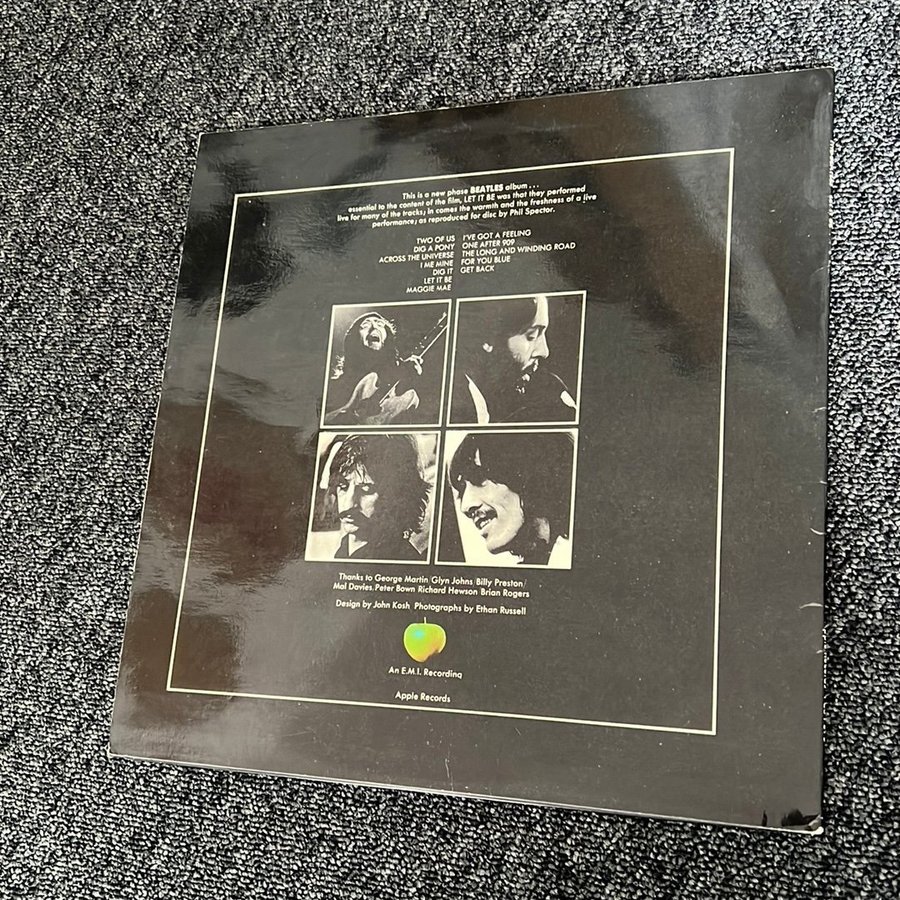 This is a new phase BEATLES album . . .
essential to the content of the film, LET IT BE was that they performed
live for many of the tracks; in comes the warmth and the freshness of a live
performance; as reproduced for disc by Phil Spector.
TWO OF US
DIG A PONY
ACROSS THE UNIVERSE
I ME MINE
DIG IT
LET IT BE
MAGGIE MAE
I'VE GOT A FEELING
ONE AFTER 909
THE LONG AND WINDING ROAD
FOR YOU BLUE
GET BACK
Thanks to George Martin/Glyn Johns/Billy Preston/
Mal Davies/Peter Bown/Richard Hewson/Brian Rogers
Design by John Kosh Photographs by Ethan Russell
An E.M.I. Recording
Apple Records